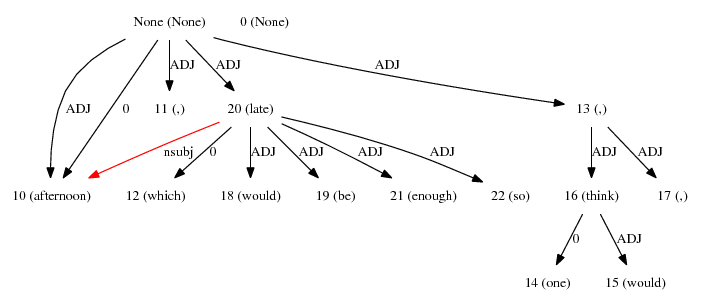 None (None) 0 (None)
ADJ ADJ ADJ
ADJ 0 11 (,) 20 (late) 13 (,)
nsubj 0 ADJ ADJ ADJ ADJ ADJ ADJ
10 (afternoon) 12 (which) 18 (would) 19 (be) 21 (enough) 22 (so) 16 (think) 17 (,)
0 ADJ
14 (one) 15 (would)